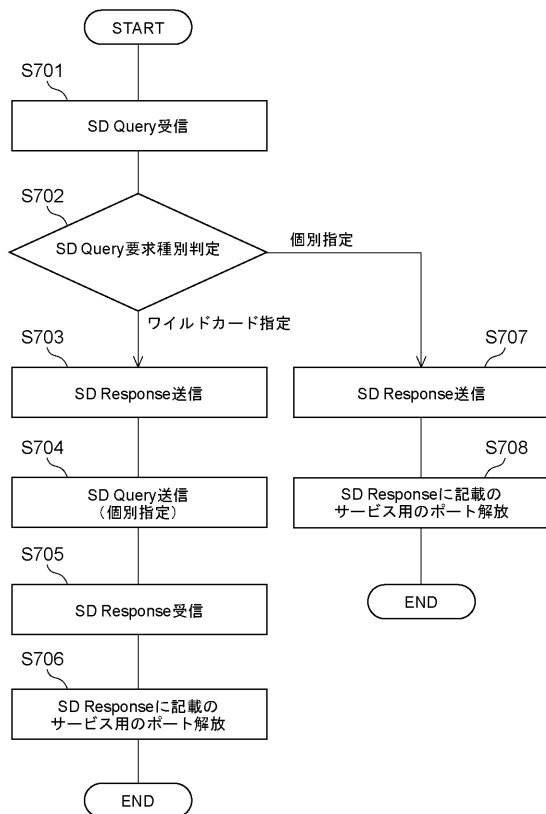 START
S701
SD Query受信
S702
SD Query要求種別判定
個別指定
ワイルドカード指定
S703
SD Response送信
S704
SD Query送信
（個別指定）
S705
SD Response受信
S706
SD Responseに記載の
サービス用のポート解放
END
S707
SD Response送信
S708
SD Responseに記載の
サービス用のポート解放
END